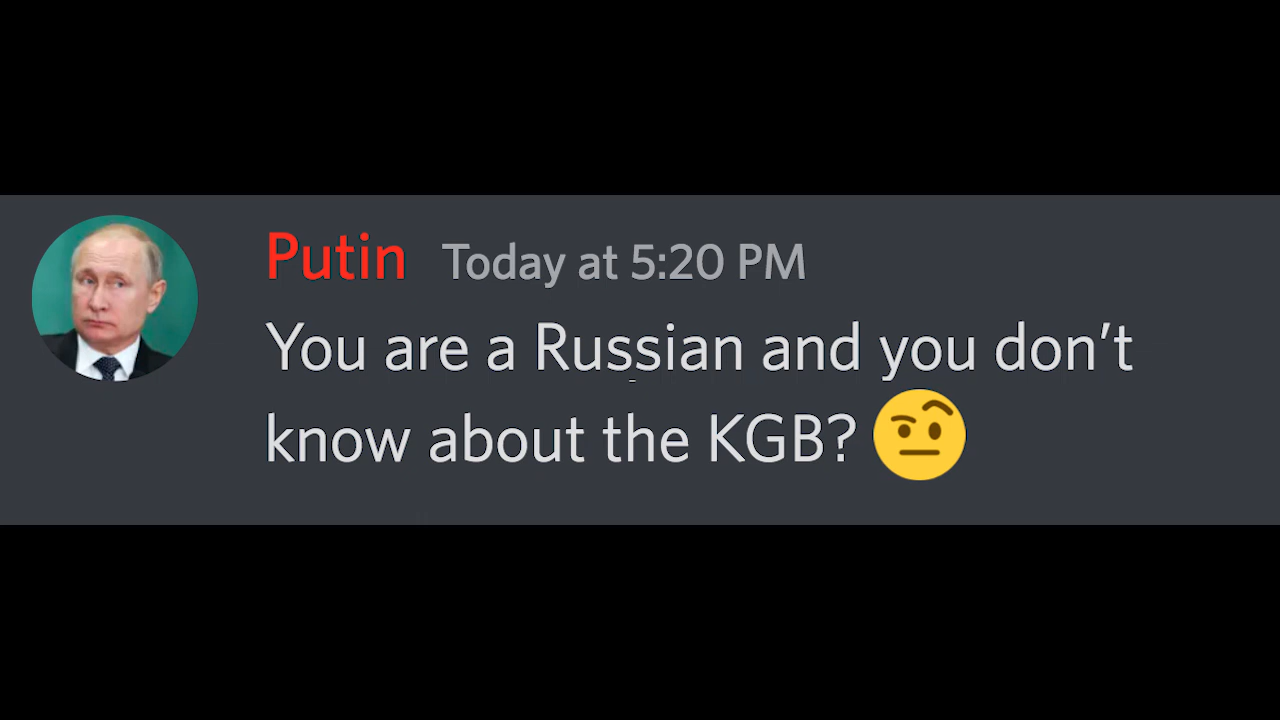 Putin Today at 5:20 PM
You are a Russian and you don’t
know about the KGB? 🤨